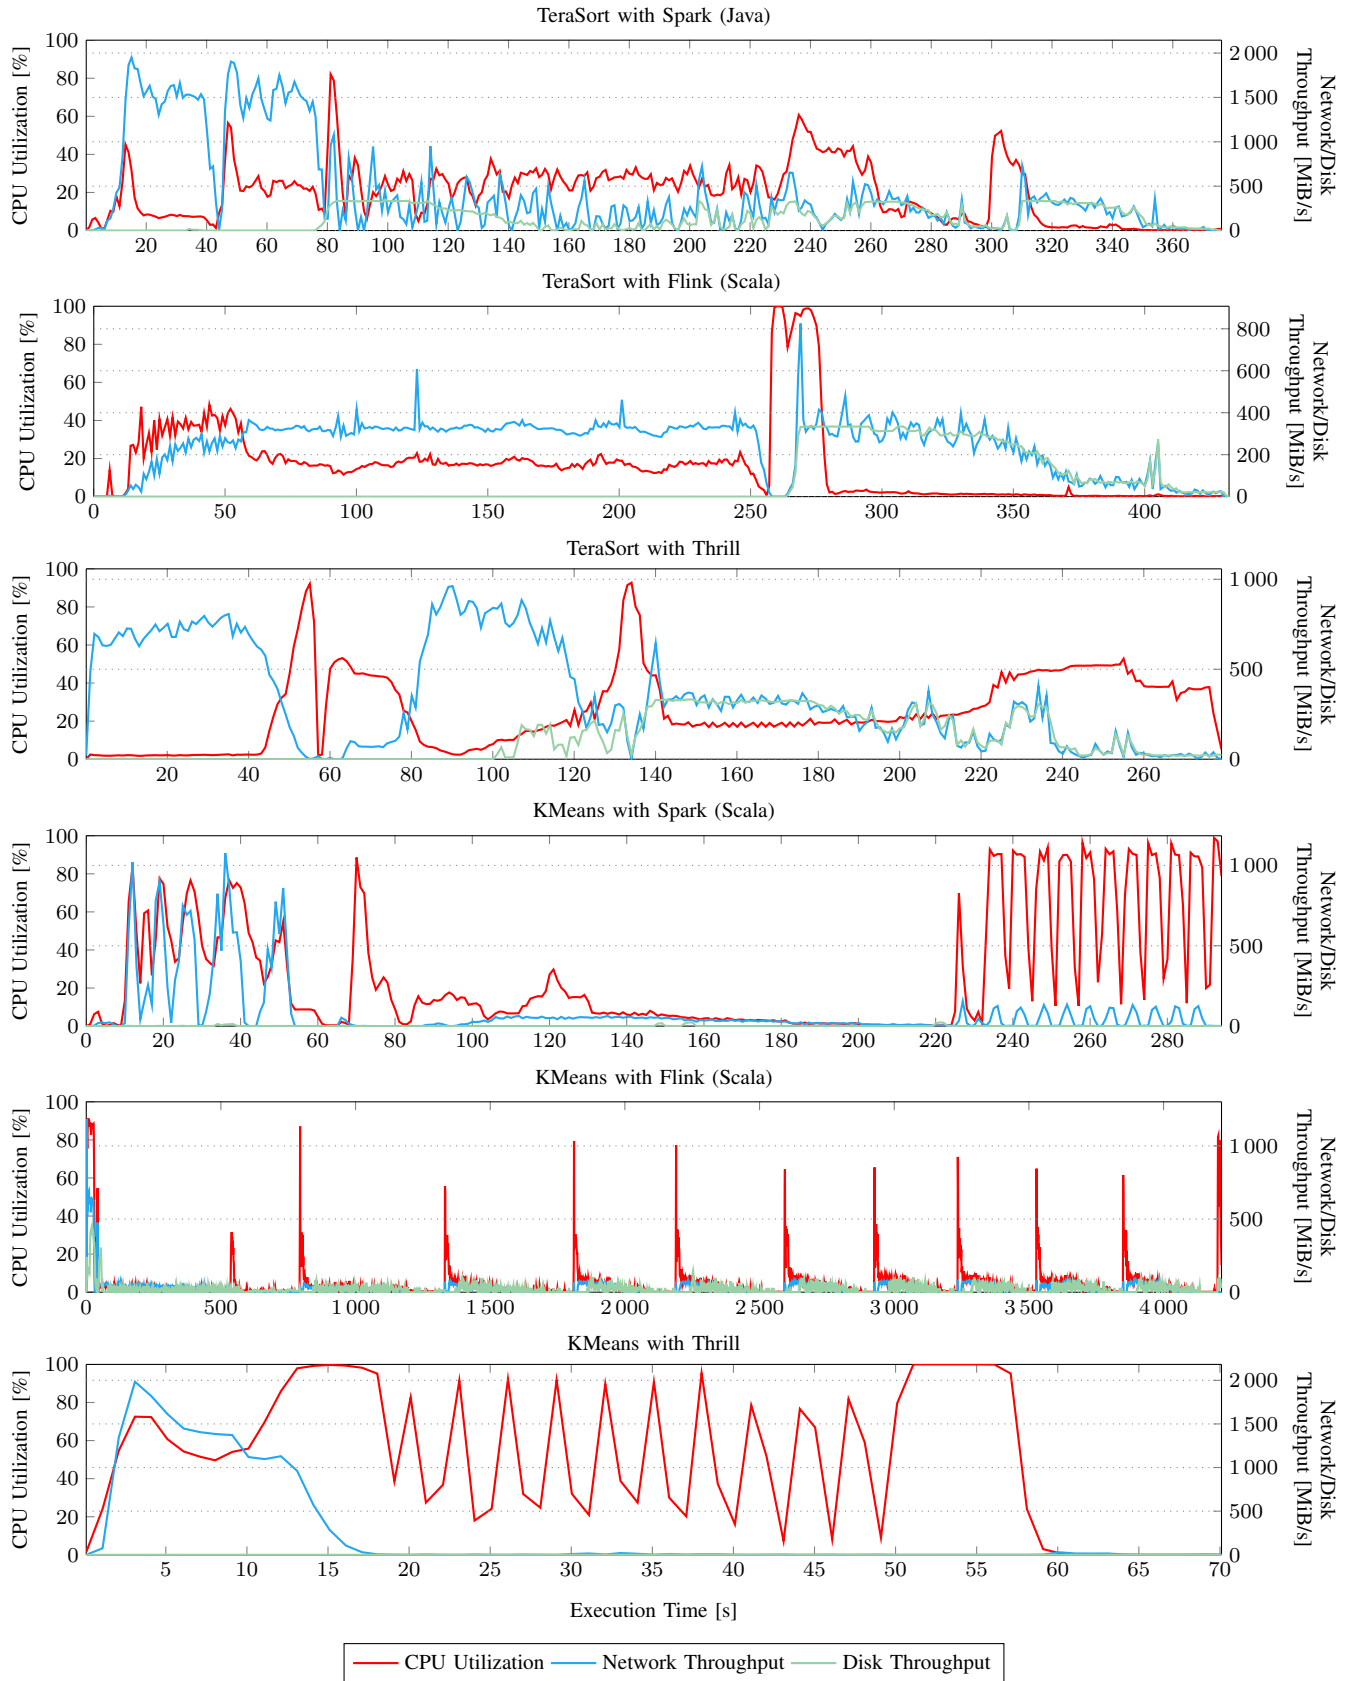 TeraSort with Spark (Java)
CPU Utilization [%]
0 20 40 60 80 100
20 40 60 80 100 120 140 160 180 200 220 240 260 280 300 320 340 360
0 500 1 000 1 500 2 000
Network/Disk
Throughput [MiB/s]
TeraSort with Flink (Scala)
CPU Utilization [%]
0 20 40 60 80 100
0 50 100 150 200 250 300 350 400
0 200 400 600 800
Network/Disk
Throughput [MiB/s]
TeraSort with Thrill
CPU Utilization [%]
0 20 40 60 80 100
20 40 60 80 100 120 140 160 180 200 220 240 260
0 500 1 000
Network/Disk
Throughput [MiB/s]
KMeans with Spark (Scala)
CPU Utilization [%]
0 20 40 60 80 100
0 20 40 60 80 100 120 140 160 180 200 220 240 260 280
0 500 1 000
Network/Disk
Throughput [MiB/s]
KMeans with Flink (Scala)
CPU Utilization [%]
0 20 40 60 80 100
0 500 1 000 1 500 2 000 2 500 3 000 3 500 4 000
0 500 1 000
Network/Disk
Throughput [MiB/s]
KMeans with Thrill
CPU Utilization [%]
0 20 40 60 80 100
5 10 15 20 25 30 35 40 45 50 55 60 65 70
0 500 1 000 1 500 2 000
Network/Disk
Throughput [MiB/s]
Execution Time [s]
CPU Utilization Network Throughput Disk Throughput